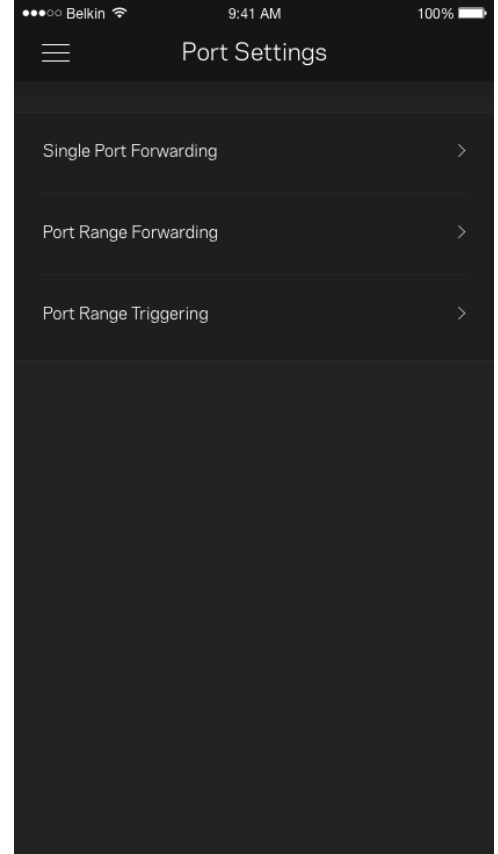 Belkin 9:41 AM 100%
Port Settings
Single Port Forwarding
Port Range Forwarding
Port Range Triggering